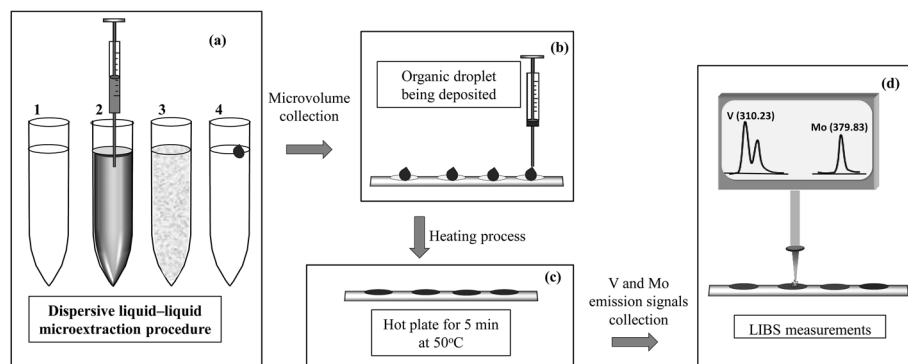 (a)
1
2
3
4
Dispersive liquid–liquid
microextraction procedure
Microvolume
collection
(b)
Organic droplet
being deposited
Heating process
(c)
Hot plate for 5 min
at 50ºC
V and Mo
emission signals
collection
(d)
V (310.23)
Mo (379.83)
LIBS measurements